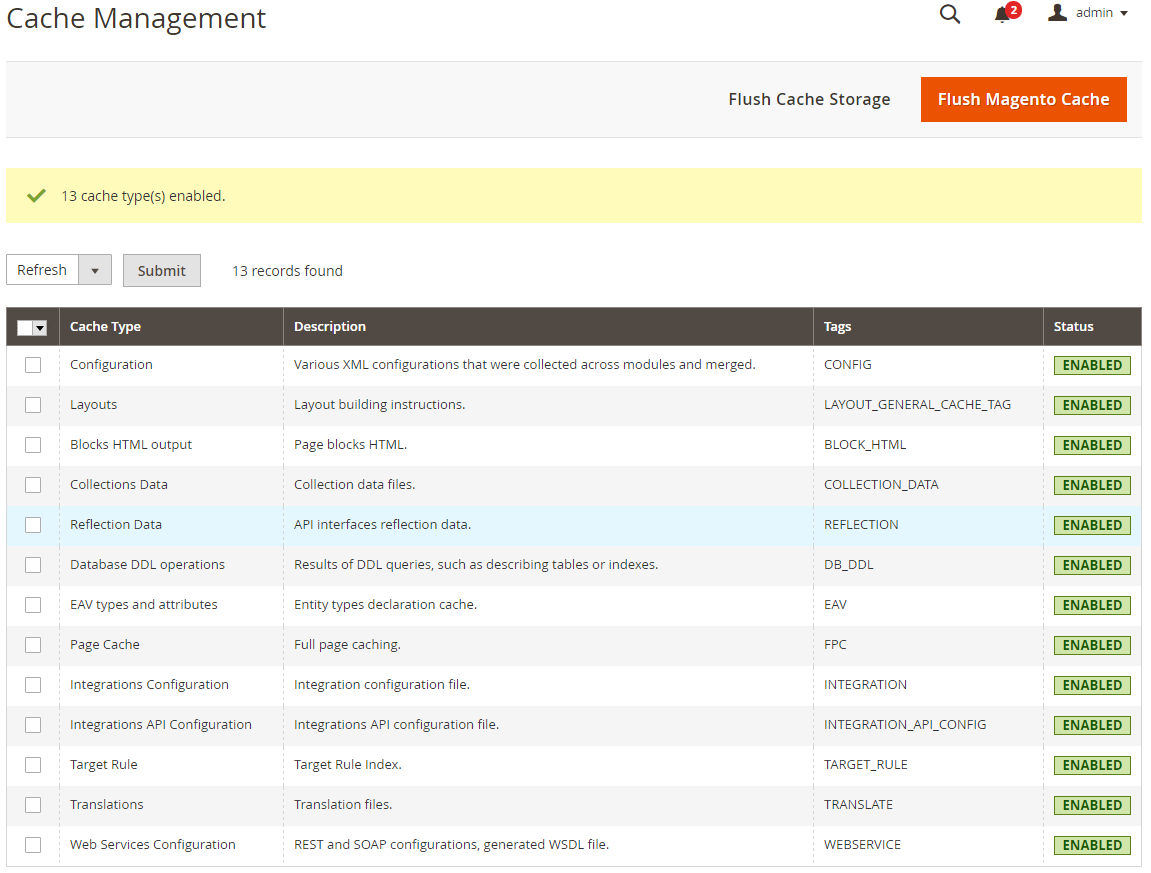 Cache Management
2
admin
Flush Cache Storage
Flush Magento Cache
13 cache type(s) enabled.
Refresh Submit 13 records found
Cache Type Description Tags Status
Configuration Various XML configurations that were collected across modules and merged. CONFIG ENABLED
Layouts Layout building instructions. LAYOUT_GENERAL_CACHE_TAG ENABLED
Blocks HTML output Page blocks HTML. BLOCK_HTML ENABLED
Collections Data Collection data files. COLLECTION_DATA ENABLED
Reflection Data API interfaces reflection data. REFLECTION ENABLED
Database DDL operations Results of DDL queries, such as describing tables or indexes. DB_DDL ENABLED
EAV types and attributes Entity types declaration cache. EAV ENABLED
Page Cache Full page caching. FPC ENABLED
Integrations Configuration Integration configuration file. INTEGRATION ENABLED
Integrations API Configuration Integrations API configuration file. INTEGRATION_API_CONFIG ENABLED
Target Rule Target Rule Index. TARGET_RULE ENABLED
Translations Translation files. TRANSLATE ENABLED
Web Services Configuration REST and SOAP configurations, generated WSDL file. WEBSERVICE ENABLED